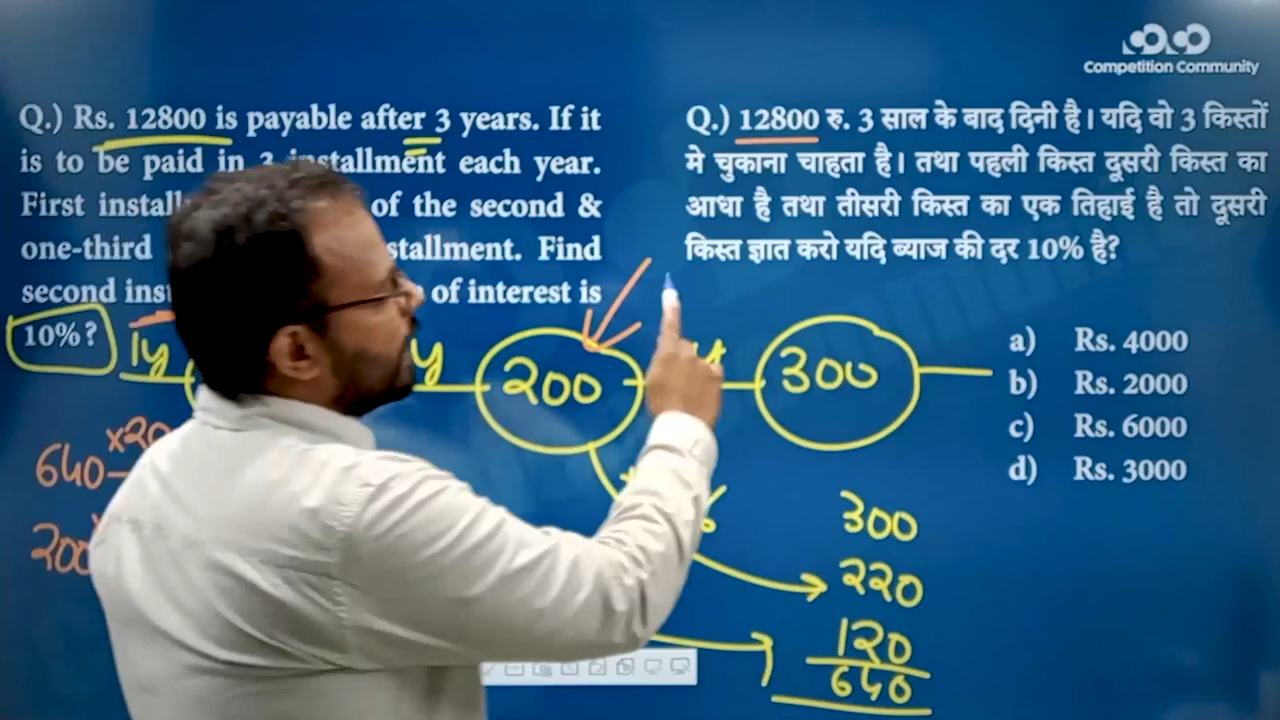 Competition Community
Q.) Rs. 12800 is payable after 3 years. If it
is to be paid in 3 installment each year.
First install of the second &
one-third stallment. Find
second inst of interest is
10%?
Q.) 12800 रु. 3 साल के बाद दिनी है। यदि वो 3 किस्तों
मे चुकाना चाहता है। तथा पहली किस्त दूसरी किस्त का
आधा है तथा तीसरी किस्त का एक तिहाई है तो दूसरी
किस्त ज्ञात करो यदि ब्याज की दर 10% है?
1y
y
200
y
300
a) Rs. 4000
b) Rs. 2000
c) Rs. 6000
d) Rs. 3000
×20
640
200
300
220
120
640